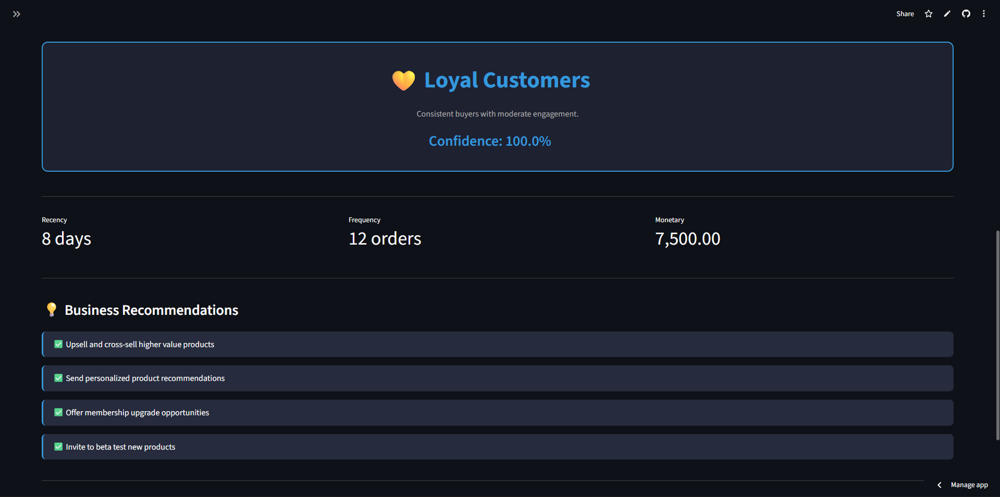 Share
💛 Loyal Customers
Consistent buyers with moderate engagement.
Confidence: 100.0%
Recency
8 days
Frequency
12 orders
Monetary
7,500.00
💡 Business Recommendations
✅ Upsell and cross-sell higher value products
✅ Send personalized product recommendations
✅ Offer membership upgrade opportunities
✅ Invite to beta test new products
Manage app